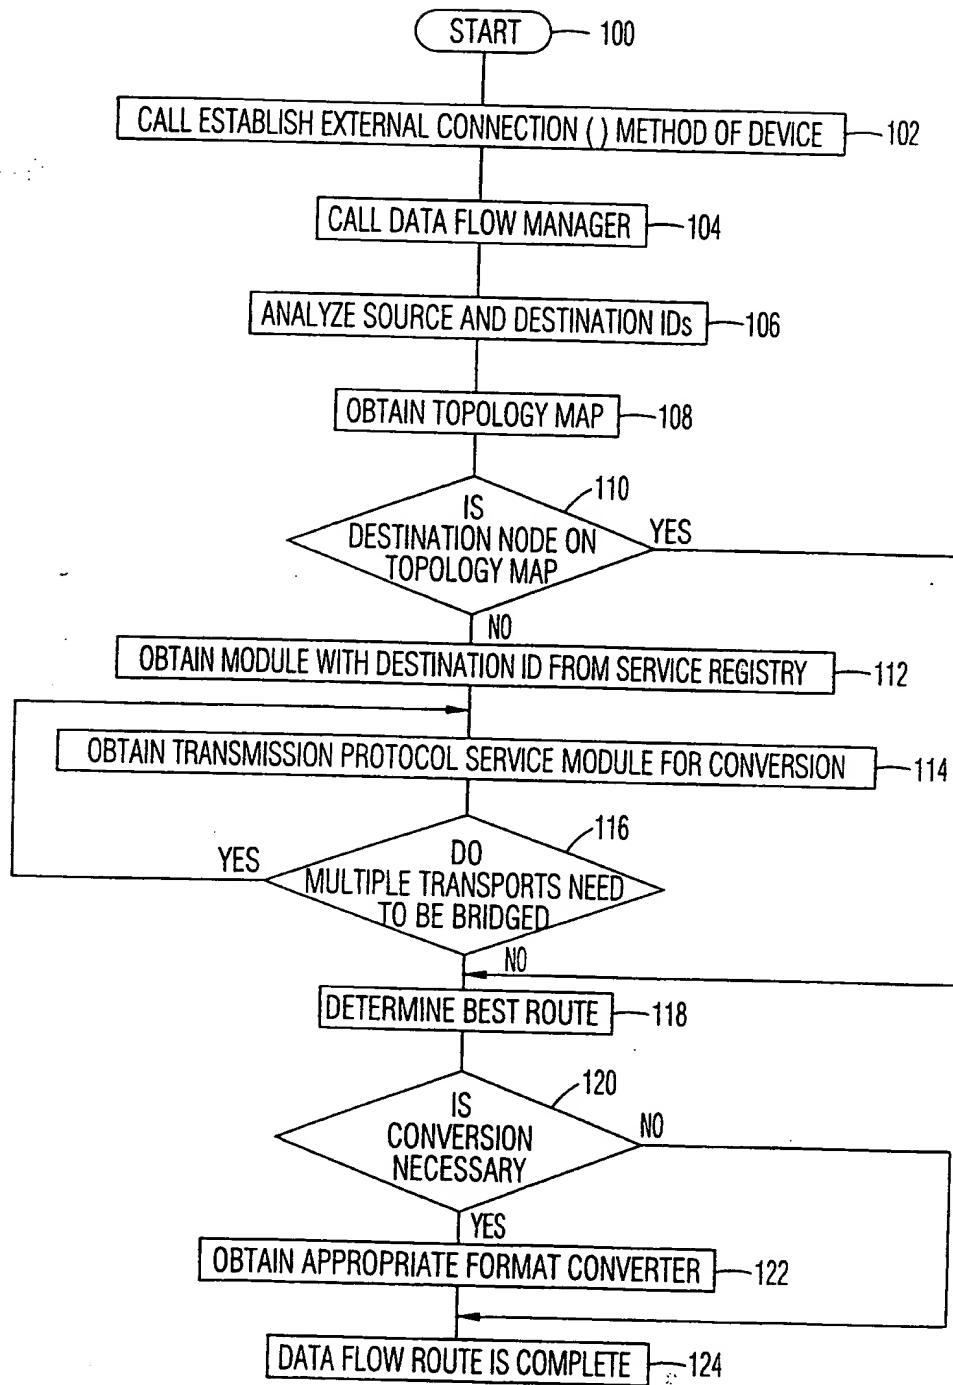 START
100
CALL ESTABLISH EXTERNAL CONNECTION ( ) METHOD OF DEVICE
102
CALL DATA FLOW MANAGER
104
ANALYZE SOURCE AND DESTINATION IDs
106
OBTAIN TOPOLOGY MAP
108
110
IS
DESTINATION NODE ON
TOPOLOGY MAP
YES
NO
OBTAIN MODULE WITH DESTINATION ID FROM SERVICE REGISTRY
112
OBTAIN TRANSMISSION PROTOCOL SERVICE MODULE FOR CONVERSION
114
116
YES
DO
MULTIPLE TRANSPORTS NEED
TO BE BRIDGED
NO
DETERMINE BEST ROUTE
118
120
IS
CONVERSION
NECESSARY
NO
YES
OBTAIN APPROPRIATE FORMAT CONVERTER
122
DATA FLOW ROUTE IS COMPLETE
124